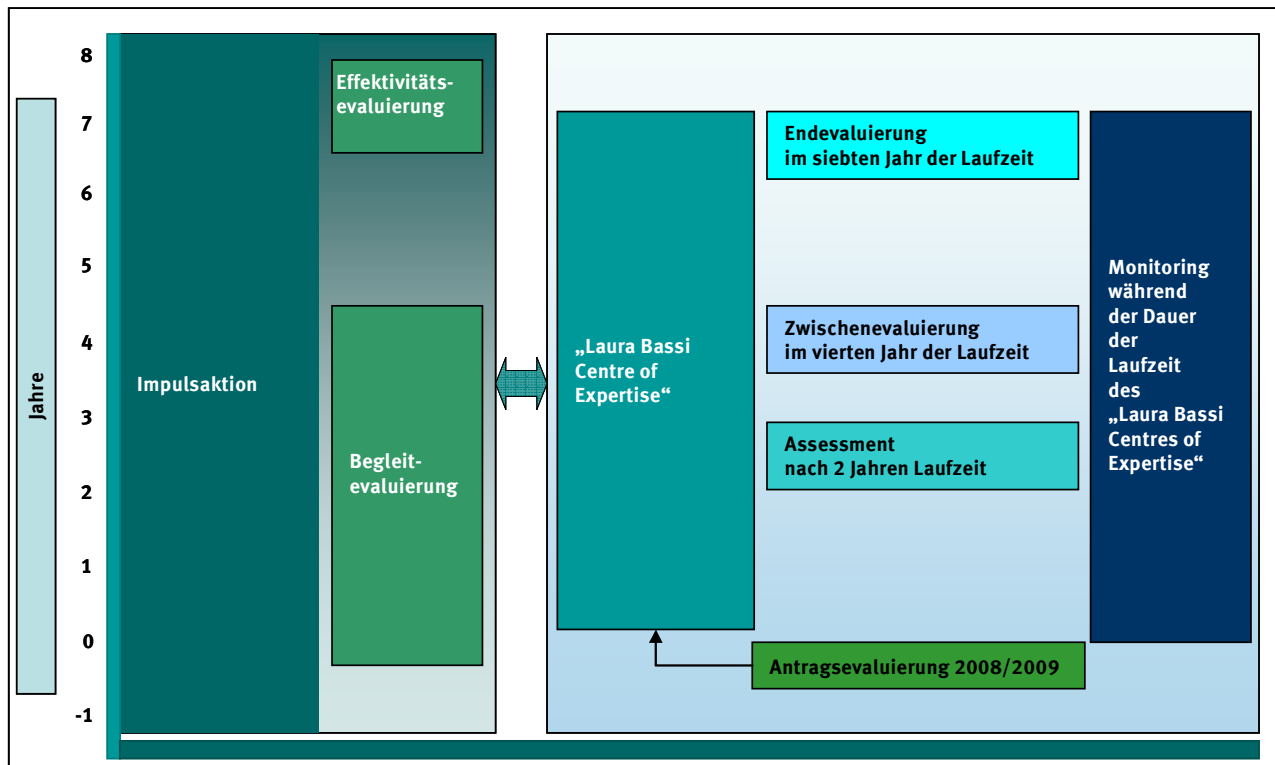 Jahre
8
7
6
5
4
3
2
1
0
-1
Impulsaktion
Effektivitäts-
evaluierung
Begleit-
evaluierung
„Laura Bassi
Centre of
Expertise“
Endevaluierung
im siebten Jahr der Laufzeit
Zwischenevaluierung
im vierten Jahr der Laufzeit
Assessment
nach 2 Jahren Laufzeit
Antragsevaluierung 2008/2009
Monitoring
während
der Dauer
der
Laufzeit
des
„Laura Bassi
Centres of
Expertise“